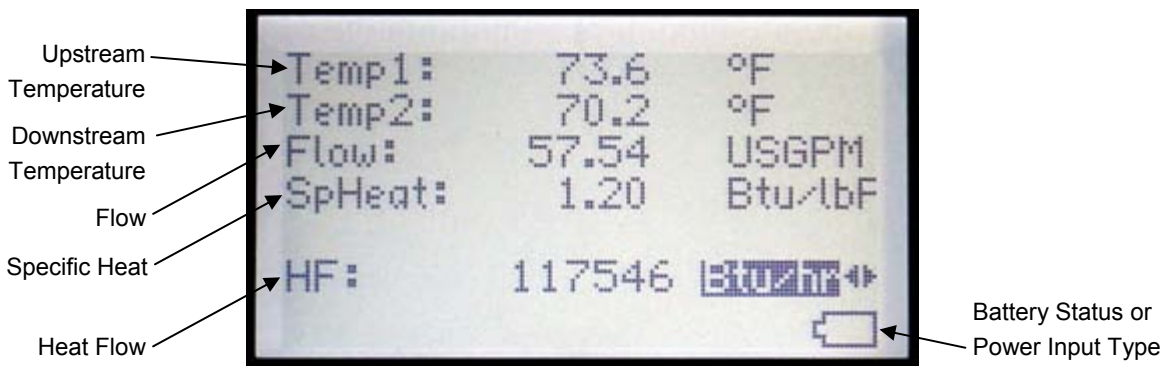 Upstream
Temperature
Downstream
Temperature
Flow
Specific Heat
Heat Flow
Temp1: 73.6 °F
Temp2: 70.2 °F
Flow: 57.54 USGPM
SpHeat: 1.20 Btu/lbF
HF: 117546 Btu/hr
Battery Status or
Power Input Type